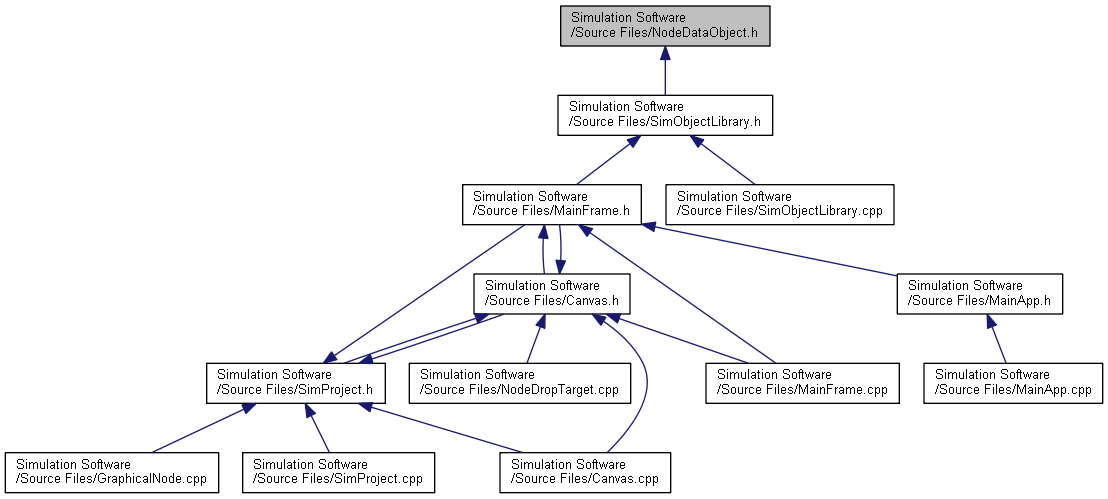 Simulation Software
/Source Files/NodeDataObject.h
Simulation Software
/Source Files/SimObjectLibrary.h
Simulation Software
/Source Files/MainFrame.h
Simulation Software
/Source Files/SimObjectLibrary.cpp
Simulation Software
/Source Files/Canvas.h
Simulation Software
/Source Files/MainApp.h
Simulation Software
/Source Files/SimProject.h
Simulation Software
/Source Files/NodeDropTarget.cpp
Simulation Software
/Source Files/MainFrame.cpp
Simulation Software
/Source Files/MainApp.cpp
Simulation Software
/Source Files/GraphicalNode.cpp
Simulation Software
/Source Files/SimProject.cpp
Simulation Software
/Source Files/Canvas.cpp